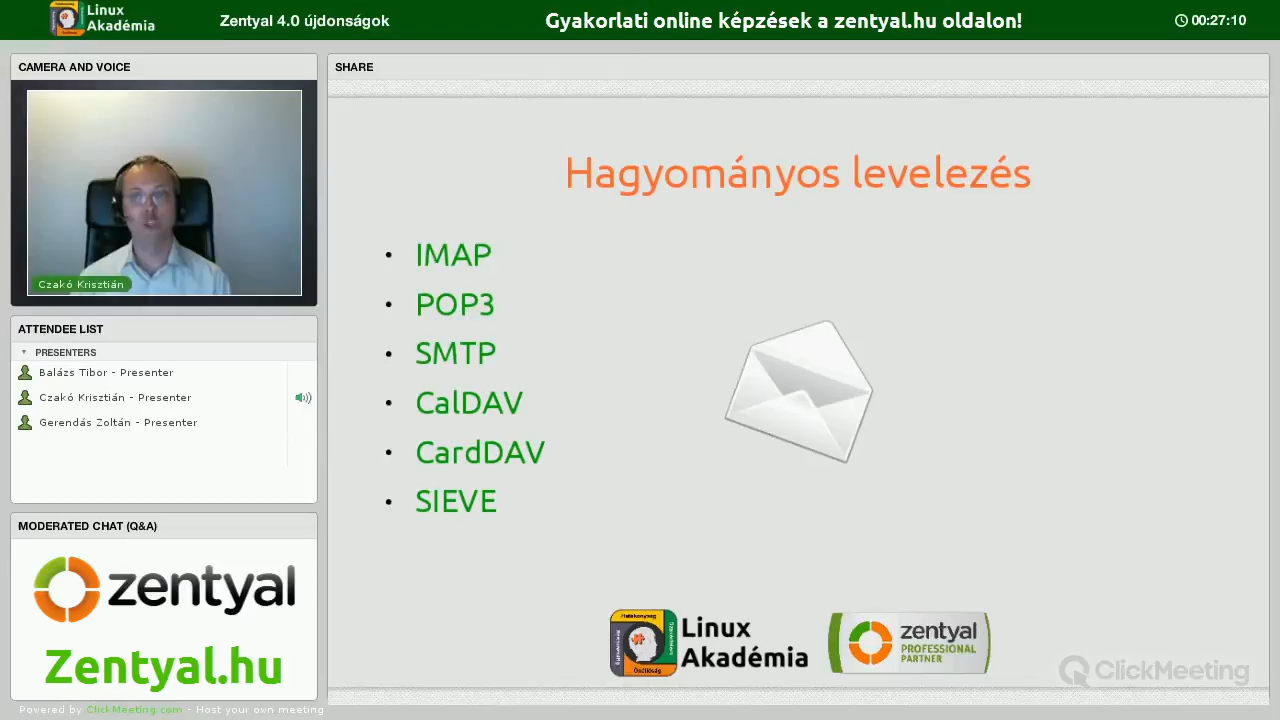 Linux
Akadémia
Zentyal 4.0 újdonságok
Gyakorlati online képzések a zentyal.hu oldalon!
00:27:10
CAMERA AND VOICE
Czakó Krisztián
ATTENDEE LIST
PRESENTERS
Balázs Tibor - Presenter
Czakó Krisztián - Presenter
Gerendás Zoltán - Presenter
MODERATED CHAT (Q&A)
zentyal
Zentyal.hu
Powered by ClickMeeting.com - Host your own meeting
SHARE
Hagyományos levelezés
• IMAP
• POP3
• SMTP
• CalDAV
• CardDAV
• SIEVE
Hatékonyság
Önállóság
Linux
Akadémia
zentyal
PROFESSIONAL
PARTNER
ClickMeeting